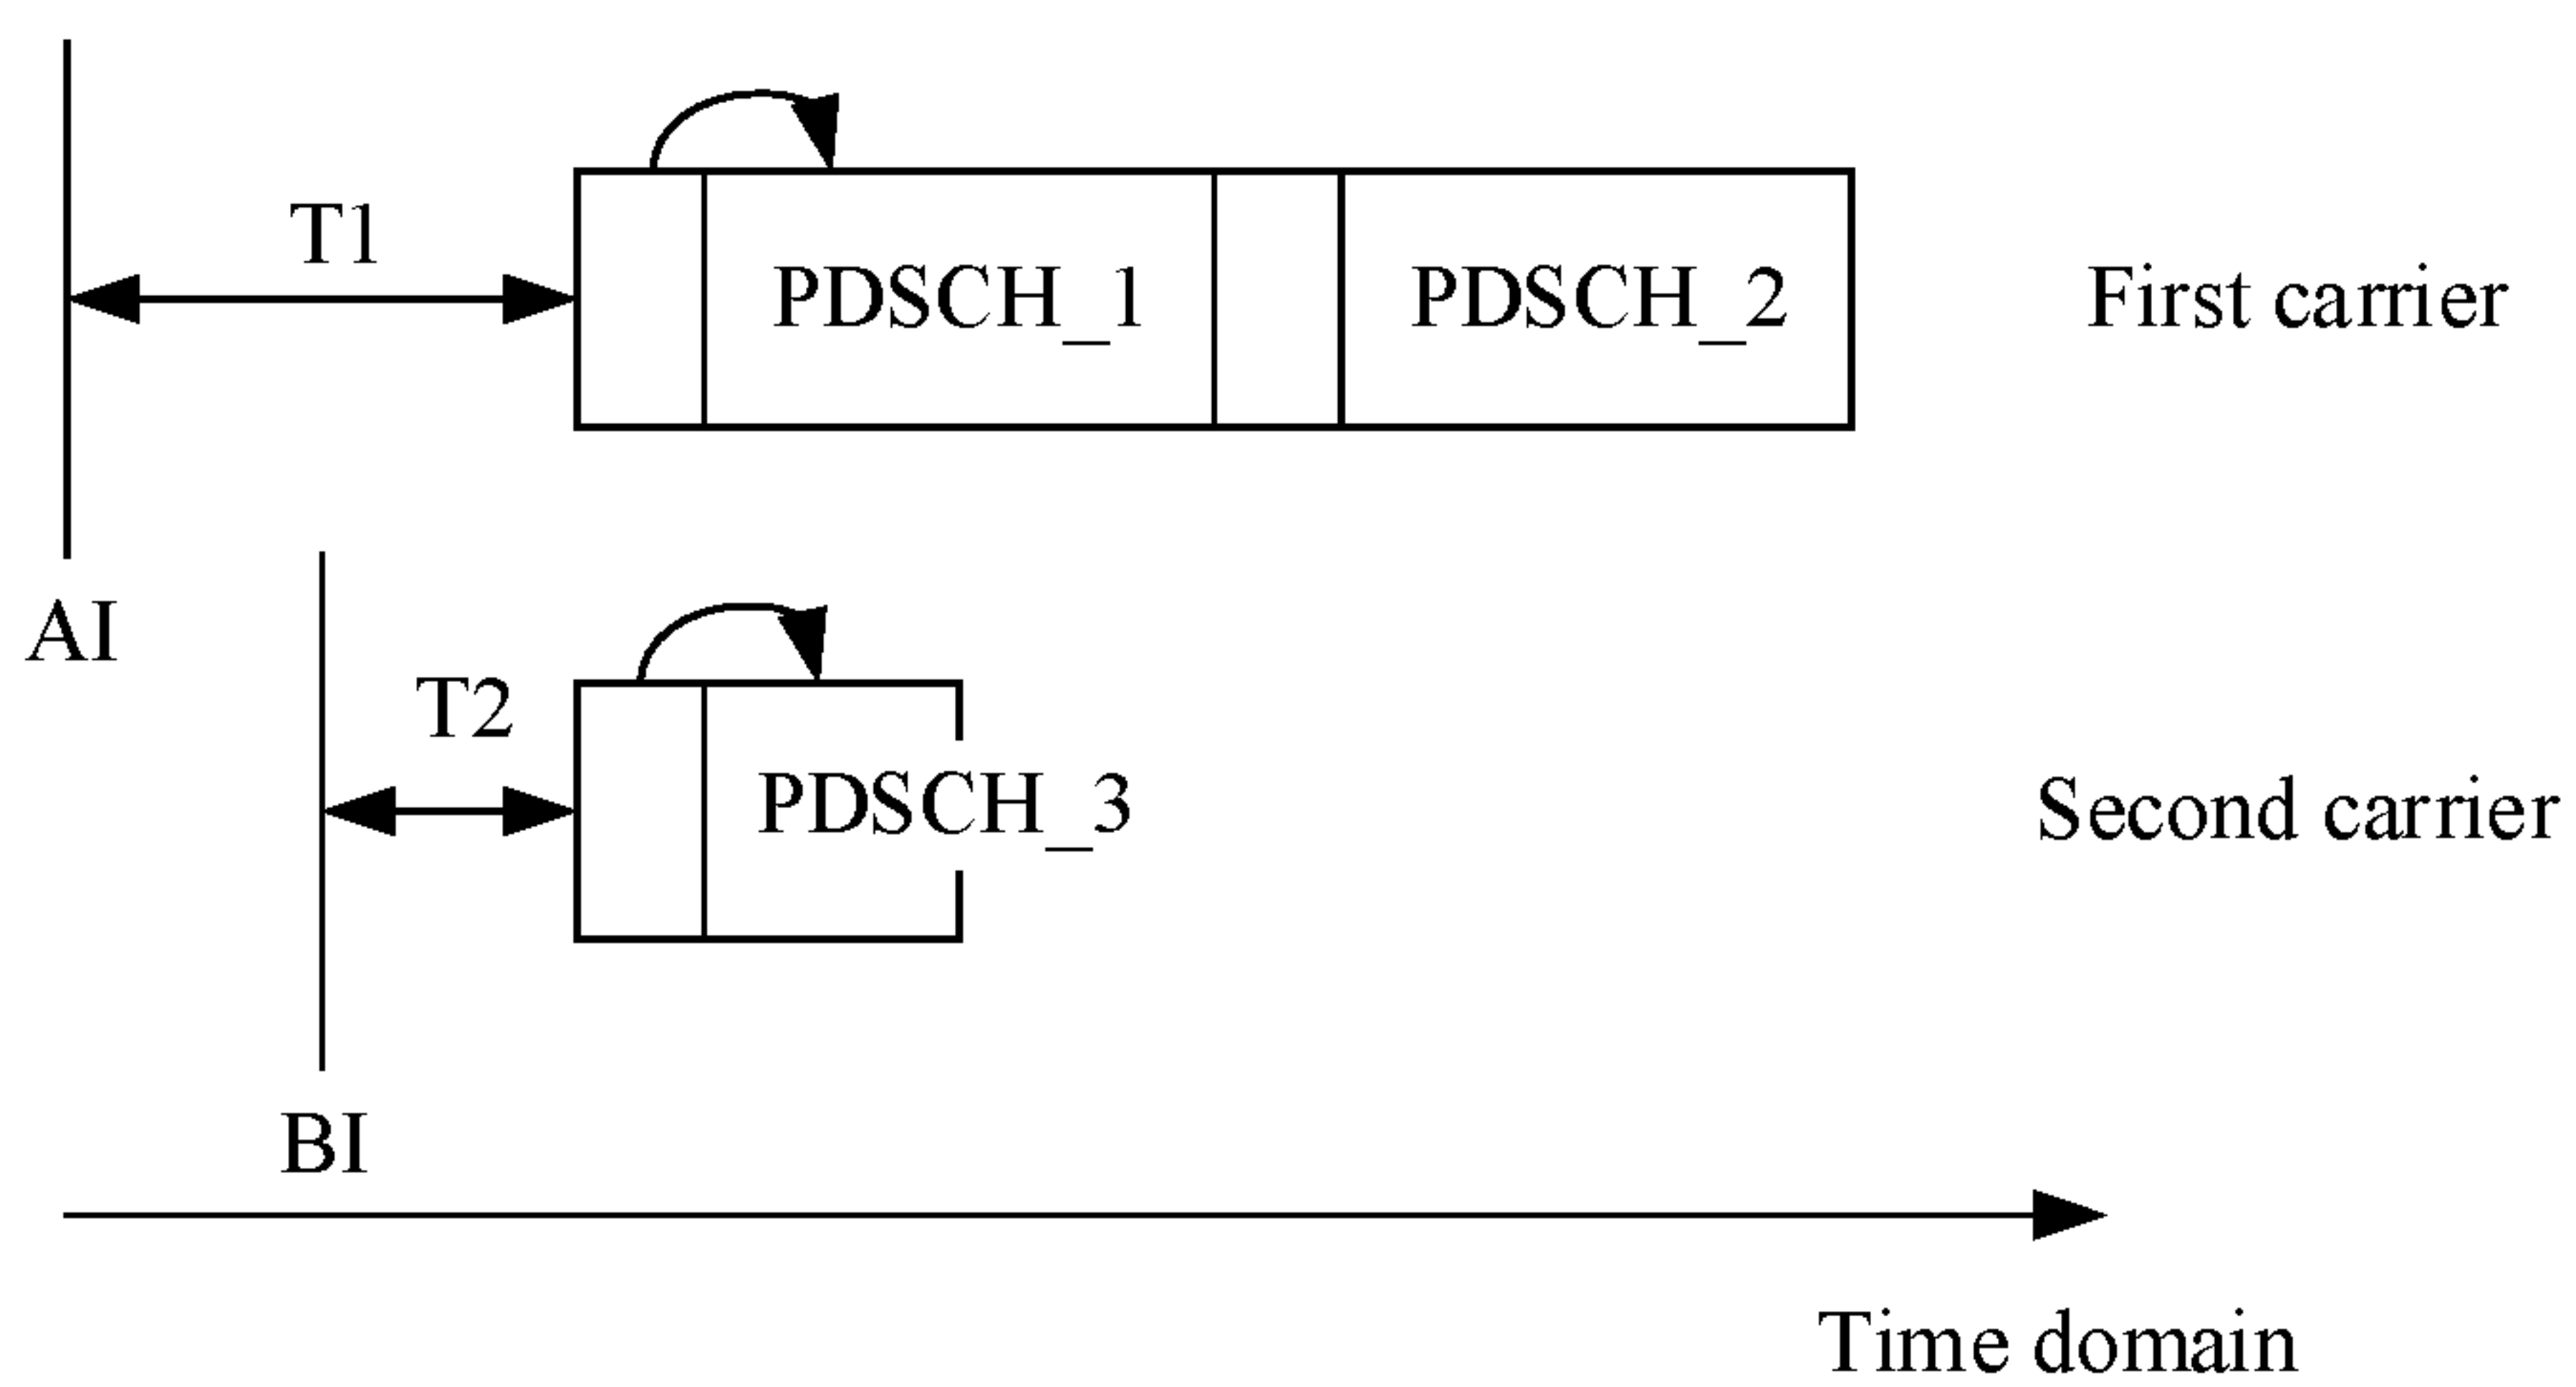 T1
PDSCH_1
PDSCH_2
First carrier
AI
T2
PDSCH_3
Second carrier
BI
Time domain